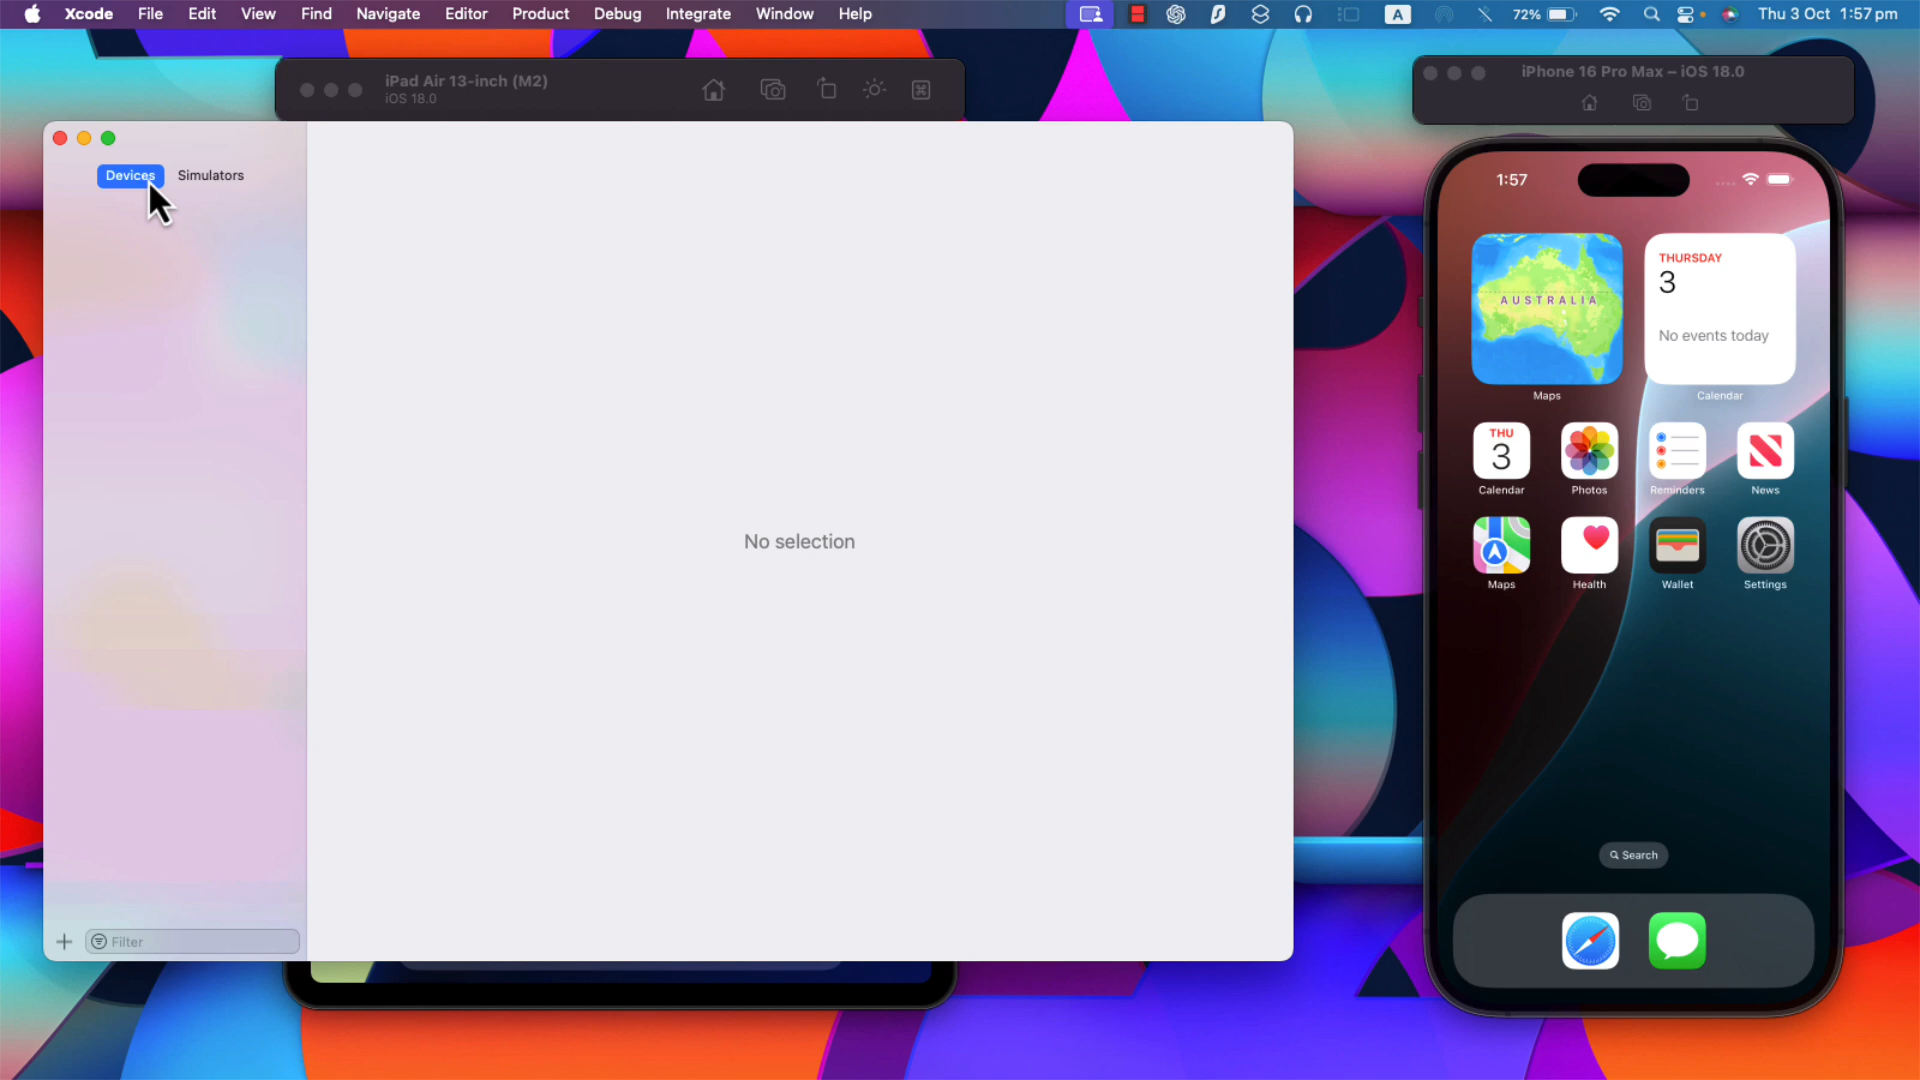 Xcode File Edit View Find Navigate Editor Product Debug Integrate Window Help A 72% Thu 3 Oct 1:57 pm
iPad Air 13-inch (M2)
iOS 18.0
iPhone 16 Pro Max – iOS 18.0
Devices Simulators
No selection
Filter
1:57
AUSTRALIA
Maps
THURSDAY
3
No events today
Calendar
THU
3
Calendar Photos Reminders News
Maps Health Wallet Settings
Search